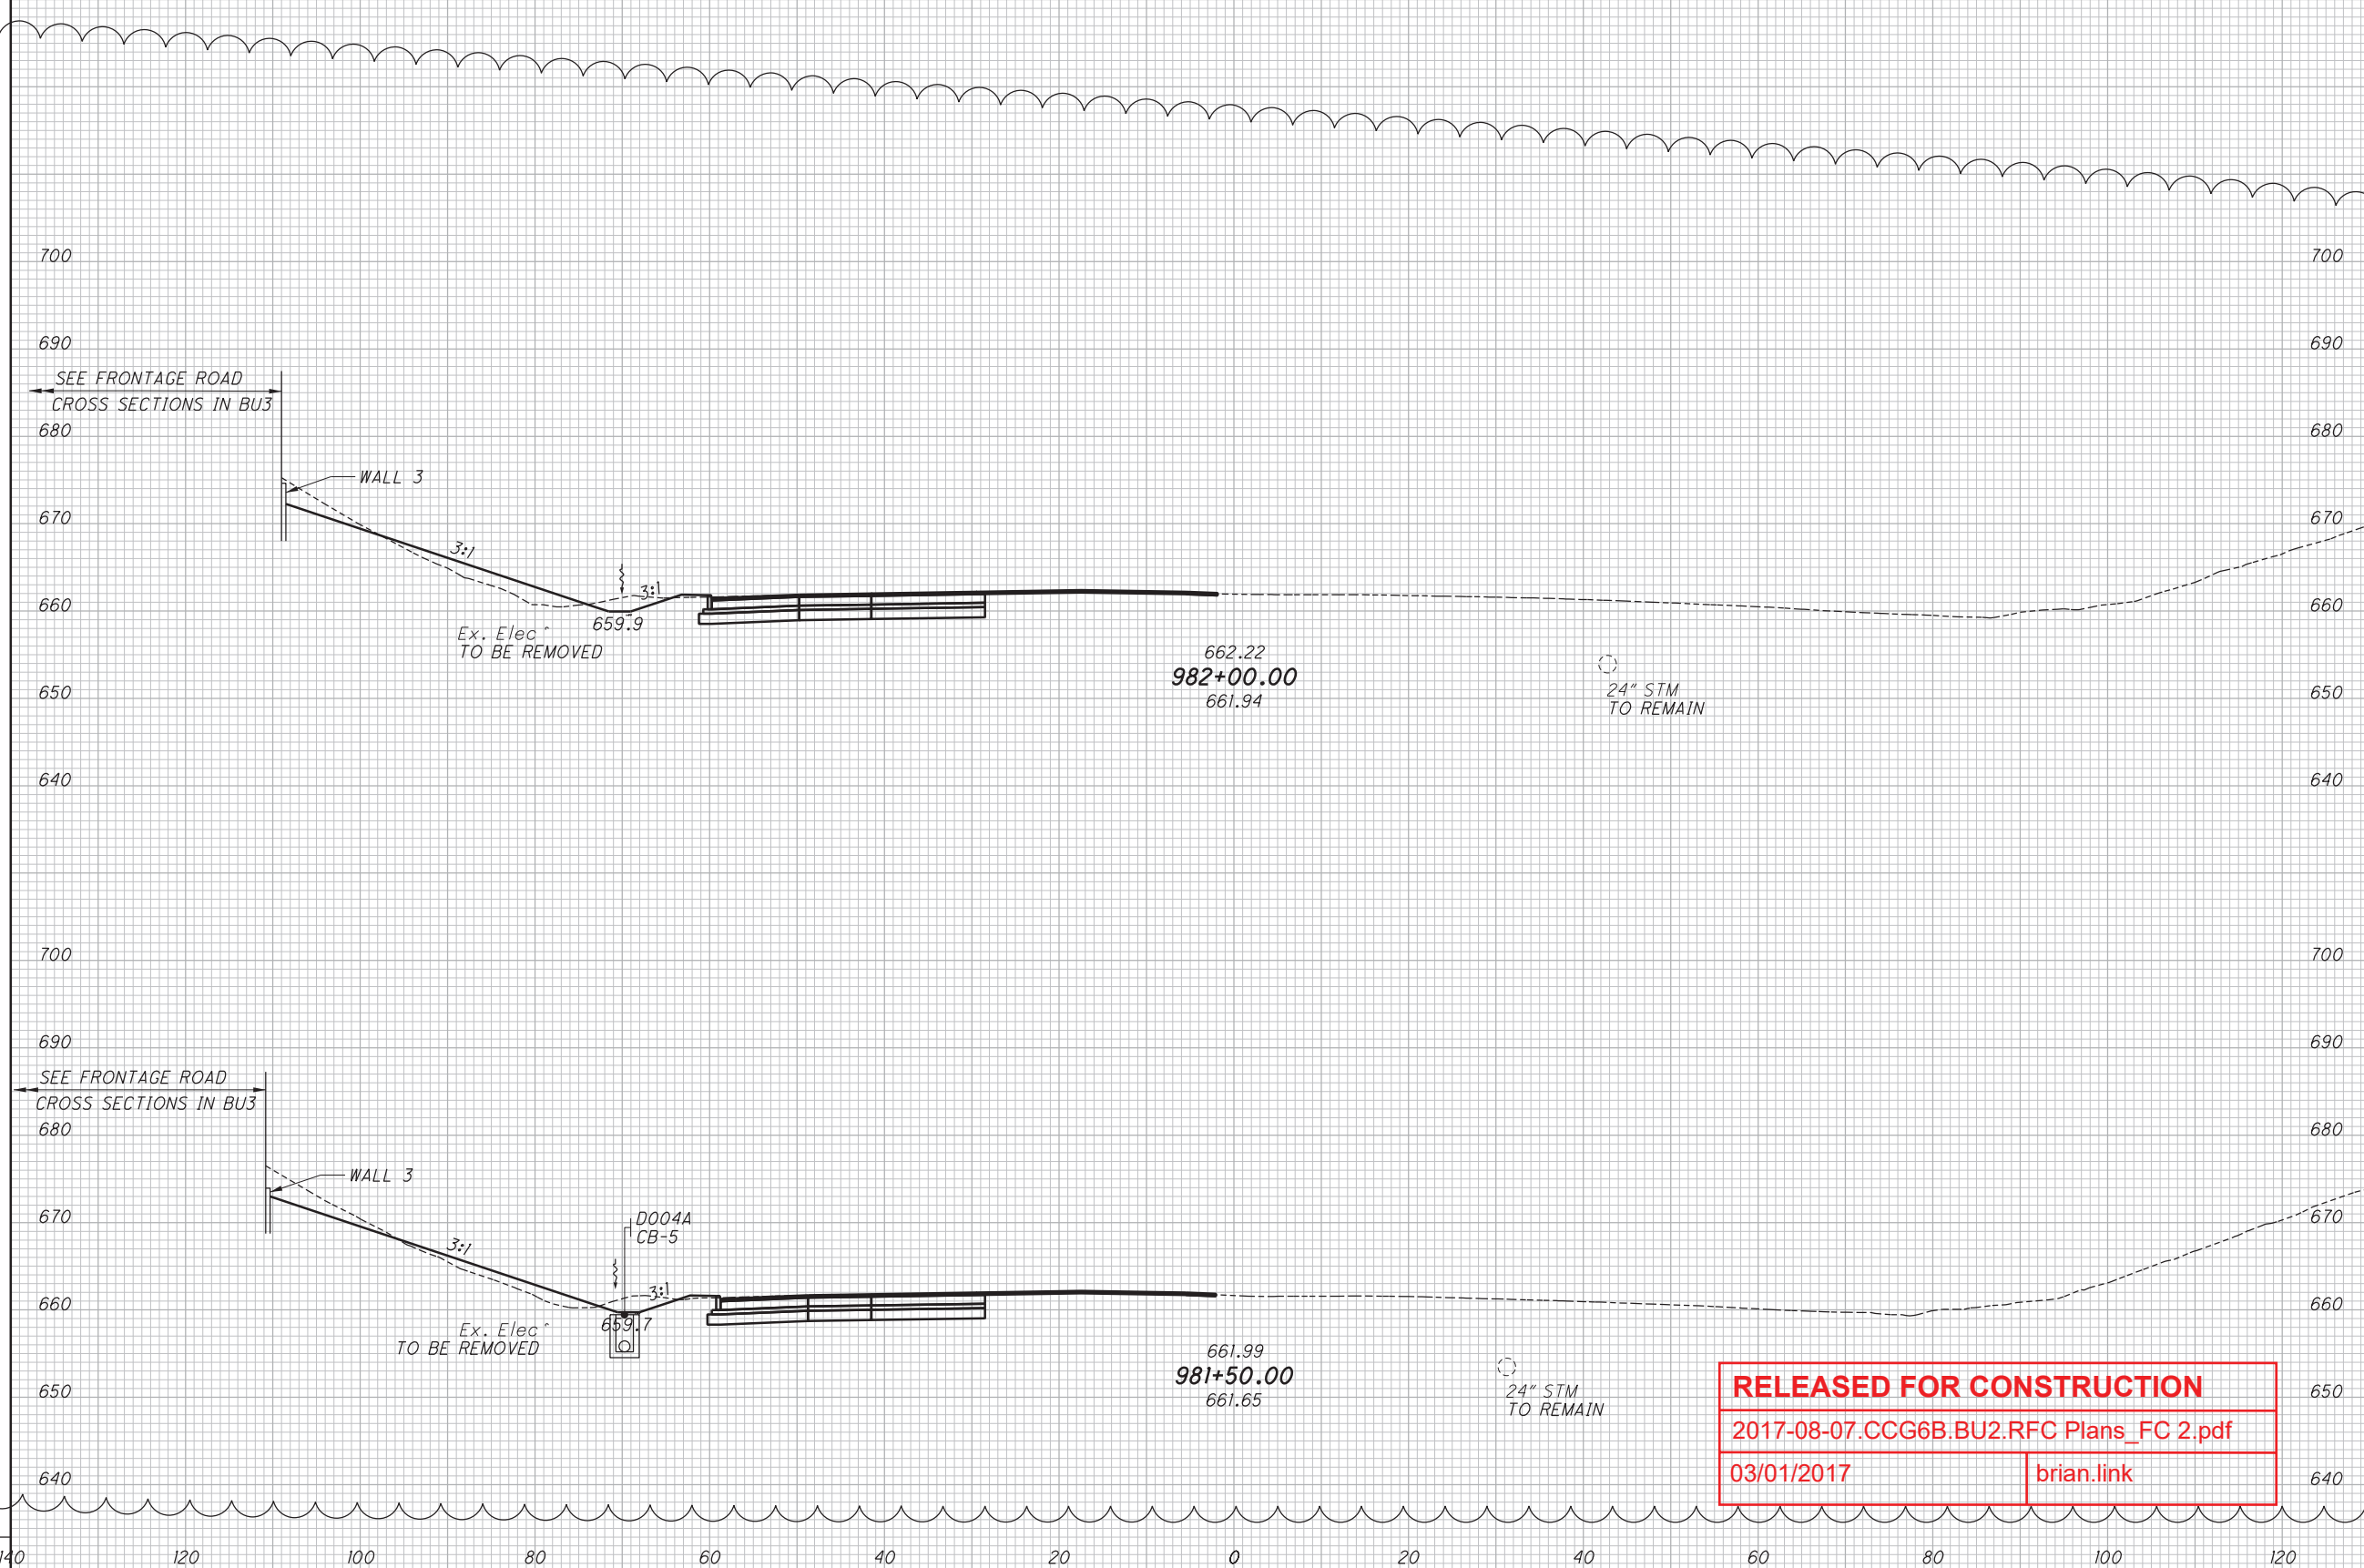 700 700
690 690
SEE FRONTAGE ROAD
CROSS SECTIONS IN BU3
680 680
WALL 3
670 670
3:1
3:1
660 660
659.9
Ex. Elec
TO BE REMOVED
662.22
982+00.00
661.94
650 650
24" STM
TO REMAIN
640 640
700 700
690 690
SEE FRONTAGE ROAD
CROSS SECTIONS IN BU3
680 680
WALL 3
670 670
D004A
CB-5
3:1
3:1
660 660
659.7
Ex. Elec
TO BE REMOVED
661.99
981+50.00
661.65
650 650
24" STM
TO REMAIN
RELEASED FOR CONSTRUCTION
2017-08-07.CCG6B.BU2.RFC Plans_FC 2.pdf
03/01/2017 brian.link
640 640
140 120 100 80 60 40 20 0 20 40 60 80 100 120